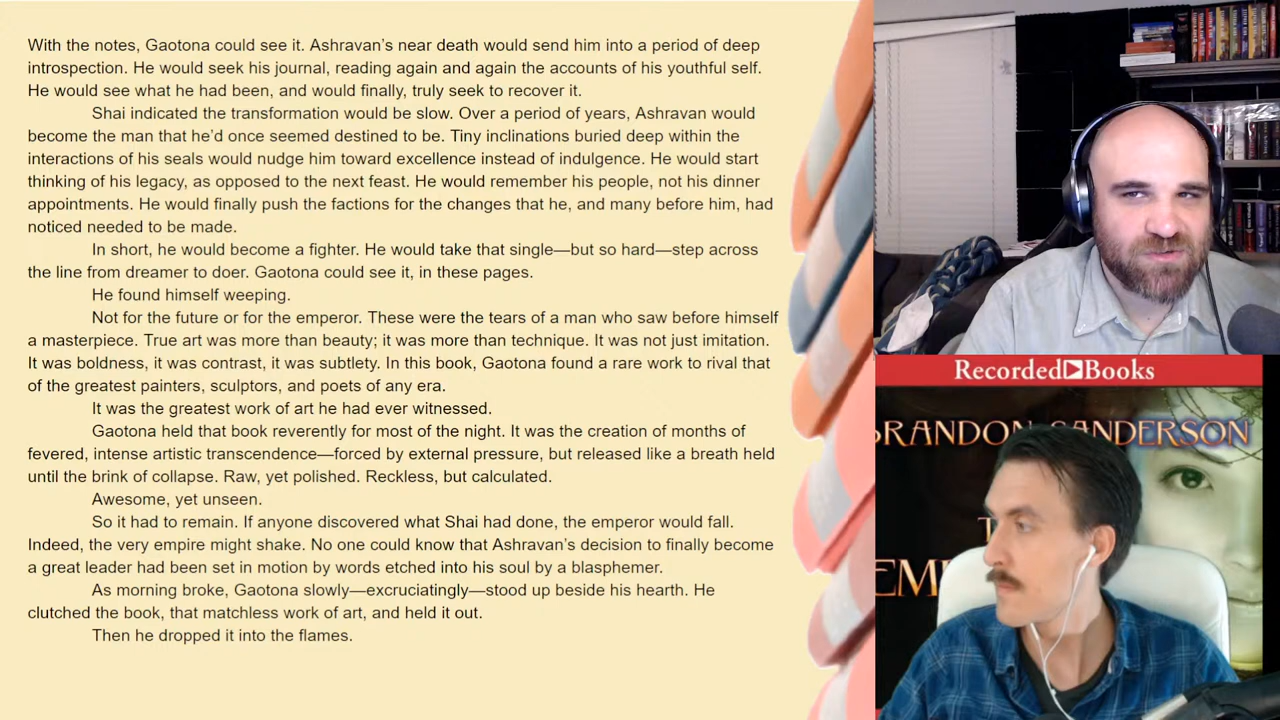 With the notes, Gaotona could see it. Ashravan's near death would send him into a period of deep
introspection. He would seek his journal, reading again and again the accounts of his youthful self.
He would see what he had been, and would finally, truly seek to recover it.
Shai indicated the transformation would be slow. Over a period of years, Ashravan would
become the man that he'd once seemed destined to be. Tiny inclinations buried deep within the
interactions of his seals would nudge him toward excellence instead of indulgence. He would start
thinking of his legacy, as opposed to the next feast. He would remember his people, not his dinner
appointments. He would finally push the factions for the changes that he, and many before him, had
noticed needed to be made.
In short, he would become a fighter. He would take that single—but so hard—step across
the line from dreamer to doer. Gaotona could see it, in these pages.
He found himself weeping.
Not for the future or for the emperor. These were the tears of a man who saw before himself
a masterpiece. True art was more than beauty; it was more than technique. It was not just imitation.
It was boldness, it was contrast, it was subtlety. In this book, Gaotona found a rare work to rival that
of the greatest painters, sculptors, and poets of any era.
It was the greatest work of art he had ever witnessed.
Gaotona held that book reverently for most of the night. It was the creation of months of
fevered, intense artistic transcendence—forced by external pressure, but released like a breath held
until the brink of collapse. Raw, yet polished. Reckless, but calculated.
Awesome, yet unseen.
So it had to remain. If anyone discovered what Shai had done, the emperor would fall.
Indeed, the very empire might shake. No one could know that Ashravan's decision to finally become
a great leader had been set in motion by words etched into his soul by a blasphemer.
As morning broke, Gaotona slowly—excruciatingly—stood up beside his hearth. He
clutched the book, that matchless work of art, and held it out.
Then he dropped it into the flames.
Recorded Books
BRANDON SANDERSON
T
EM